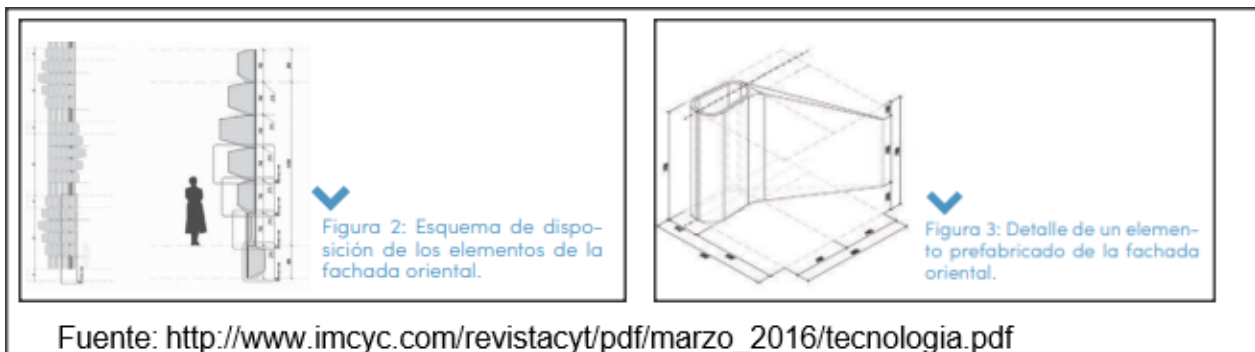 Figura 2: Esquema de dispo-
sición de los elementos de la
fachada oriental.
Figura 3: Detalle de un elemen-
to prefabricado de la fachada
oriental.
Fuente: http://www.imcyc.com/revistacyt/pdf/marzo_2016/tecnologia.pdf